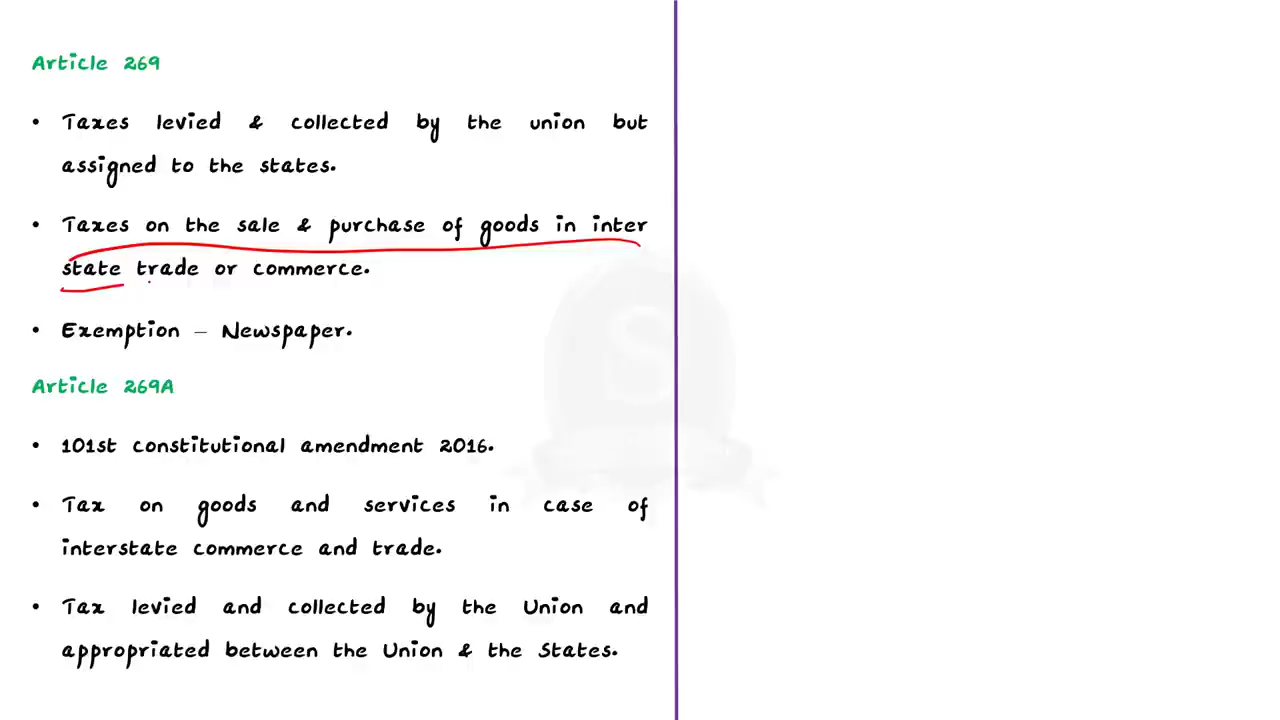 Article 269
• Taxes levied & collected by the union but
assigned to the states.
• Taxes on the sale & purchase of goods in inter
state trade or commerce.
• Exemption – Newspaper.
Article 269A
• 101st constitutional amendment 2016.
• Tax on goods and services in case of
interstate commerce and trade.
• Tax levied and collected by the Union and
appropriated between the Union & the States.
S